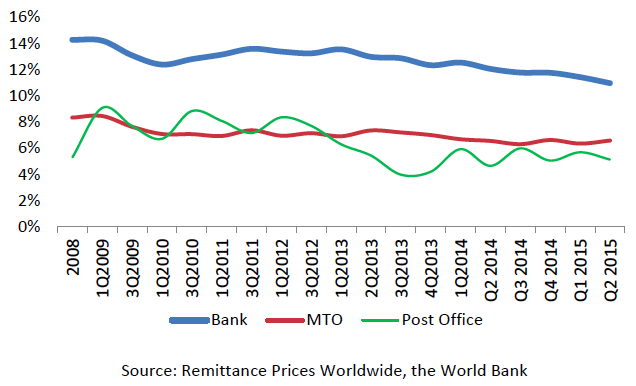 16%
14%
12%
10%
8%
6%
4%
2%
0%
2008
1Q2009
3Q2009
1Q2010
3Q2010
1Q2011
3Q2011
1Q2012
3Q2012
1Q2013
2Q2013
3Q2013
4Q2013
1Q2014
Q2 2014
Q3 2014
Q4 2014
Q1 2015
Q2 2015
Bank MTO Post Office
Source: Remittance Prices Worldwide, the World Bank